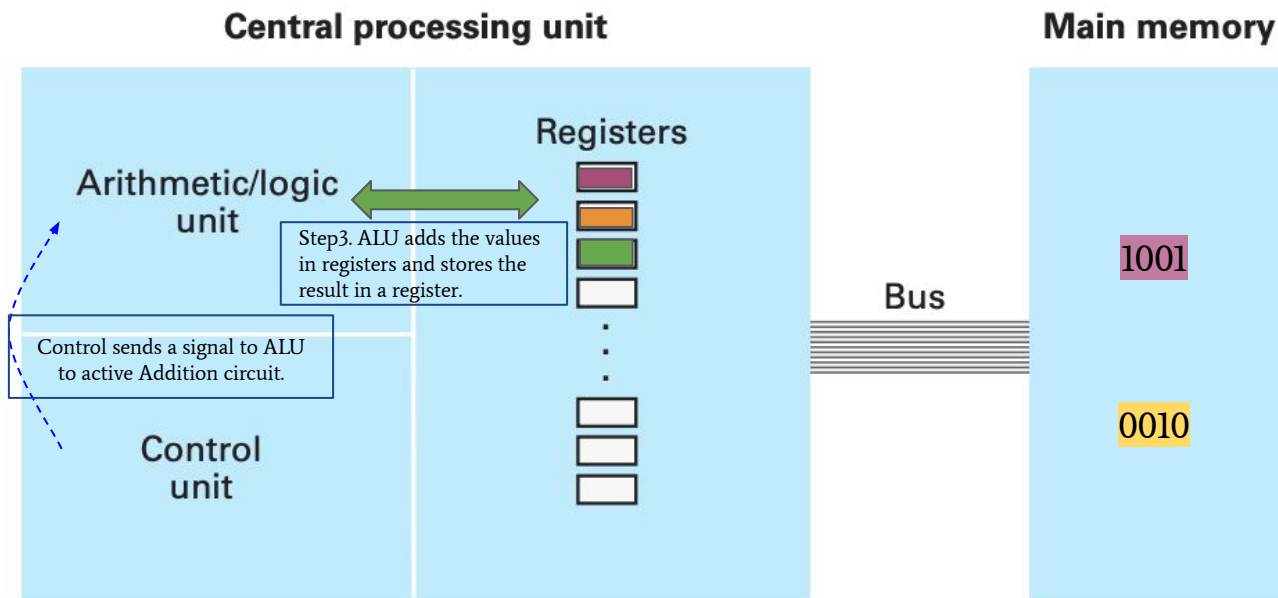 Central processing unit
Main memory
Registers
Arithmetic/logic
unit
Step3. ALU adds the values
in registers and stores the
result in a register.
1001
Bus
Control sends a signal to ALU
to active Addition circuit.
0010
Control
unit